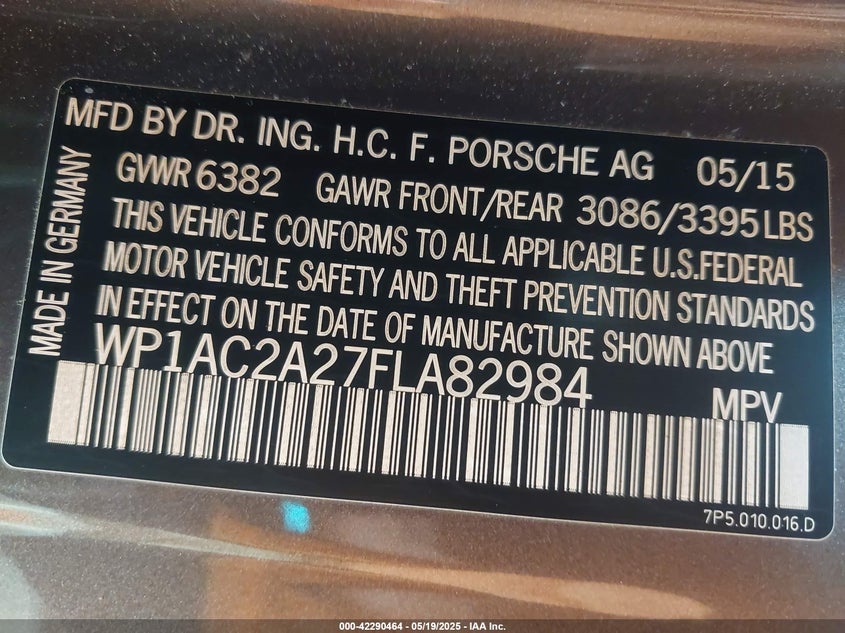 MFD BY DR. ING. H.C. F. PORSCHE AG 05/15
GVWR 6382 GAWR FRONT/REAR 3086/3395 LBS
THIS VEHICLE CONFORMS TO ALL APPLICABLE U.S.FEDERAL
MOTOR VEHICLE SAFETY AND THEFT PREVENTION STANDARDS
IN EFFECT ON THE DATE OF MANUFACTURE SHOWN ABOVE
WP1AC2A27FLA82984 MPV
MADE IN GERMANY
7P5.010.016.D
000-42290464 - 05/19/2025 - IAA Inc.